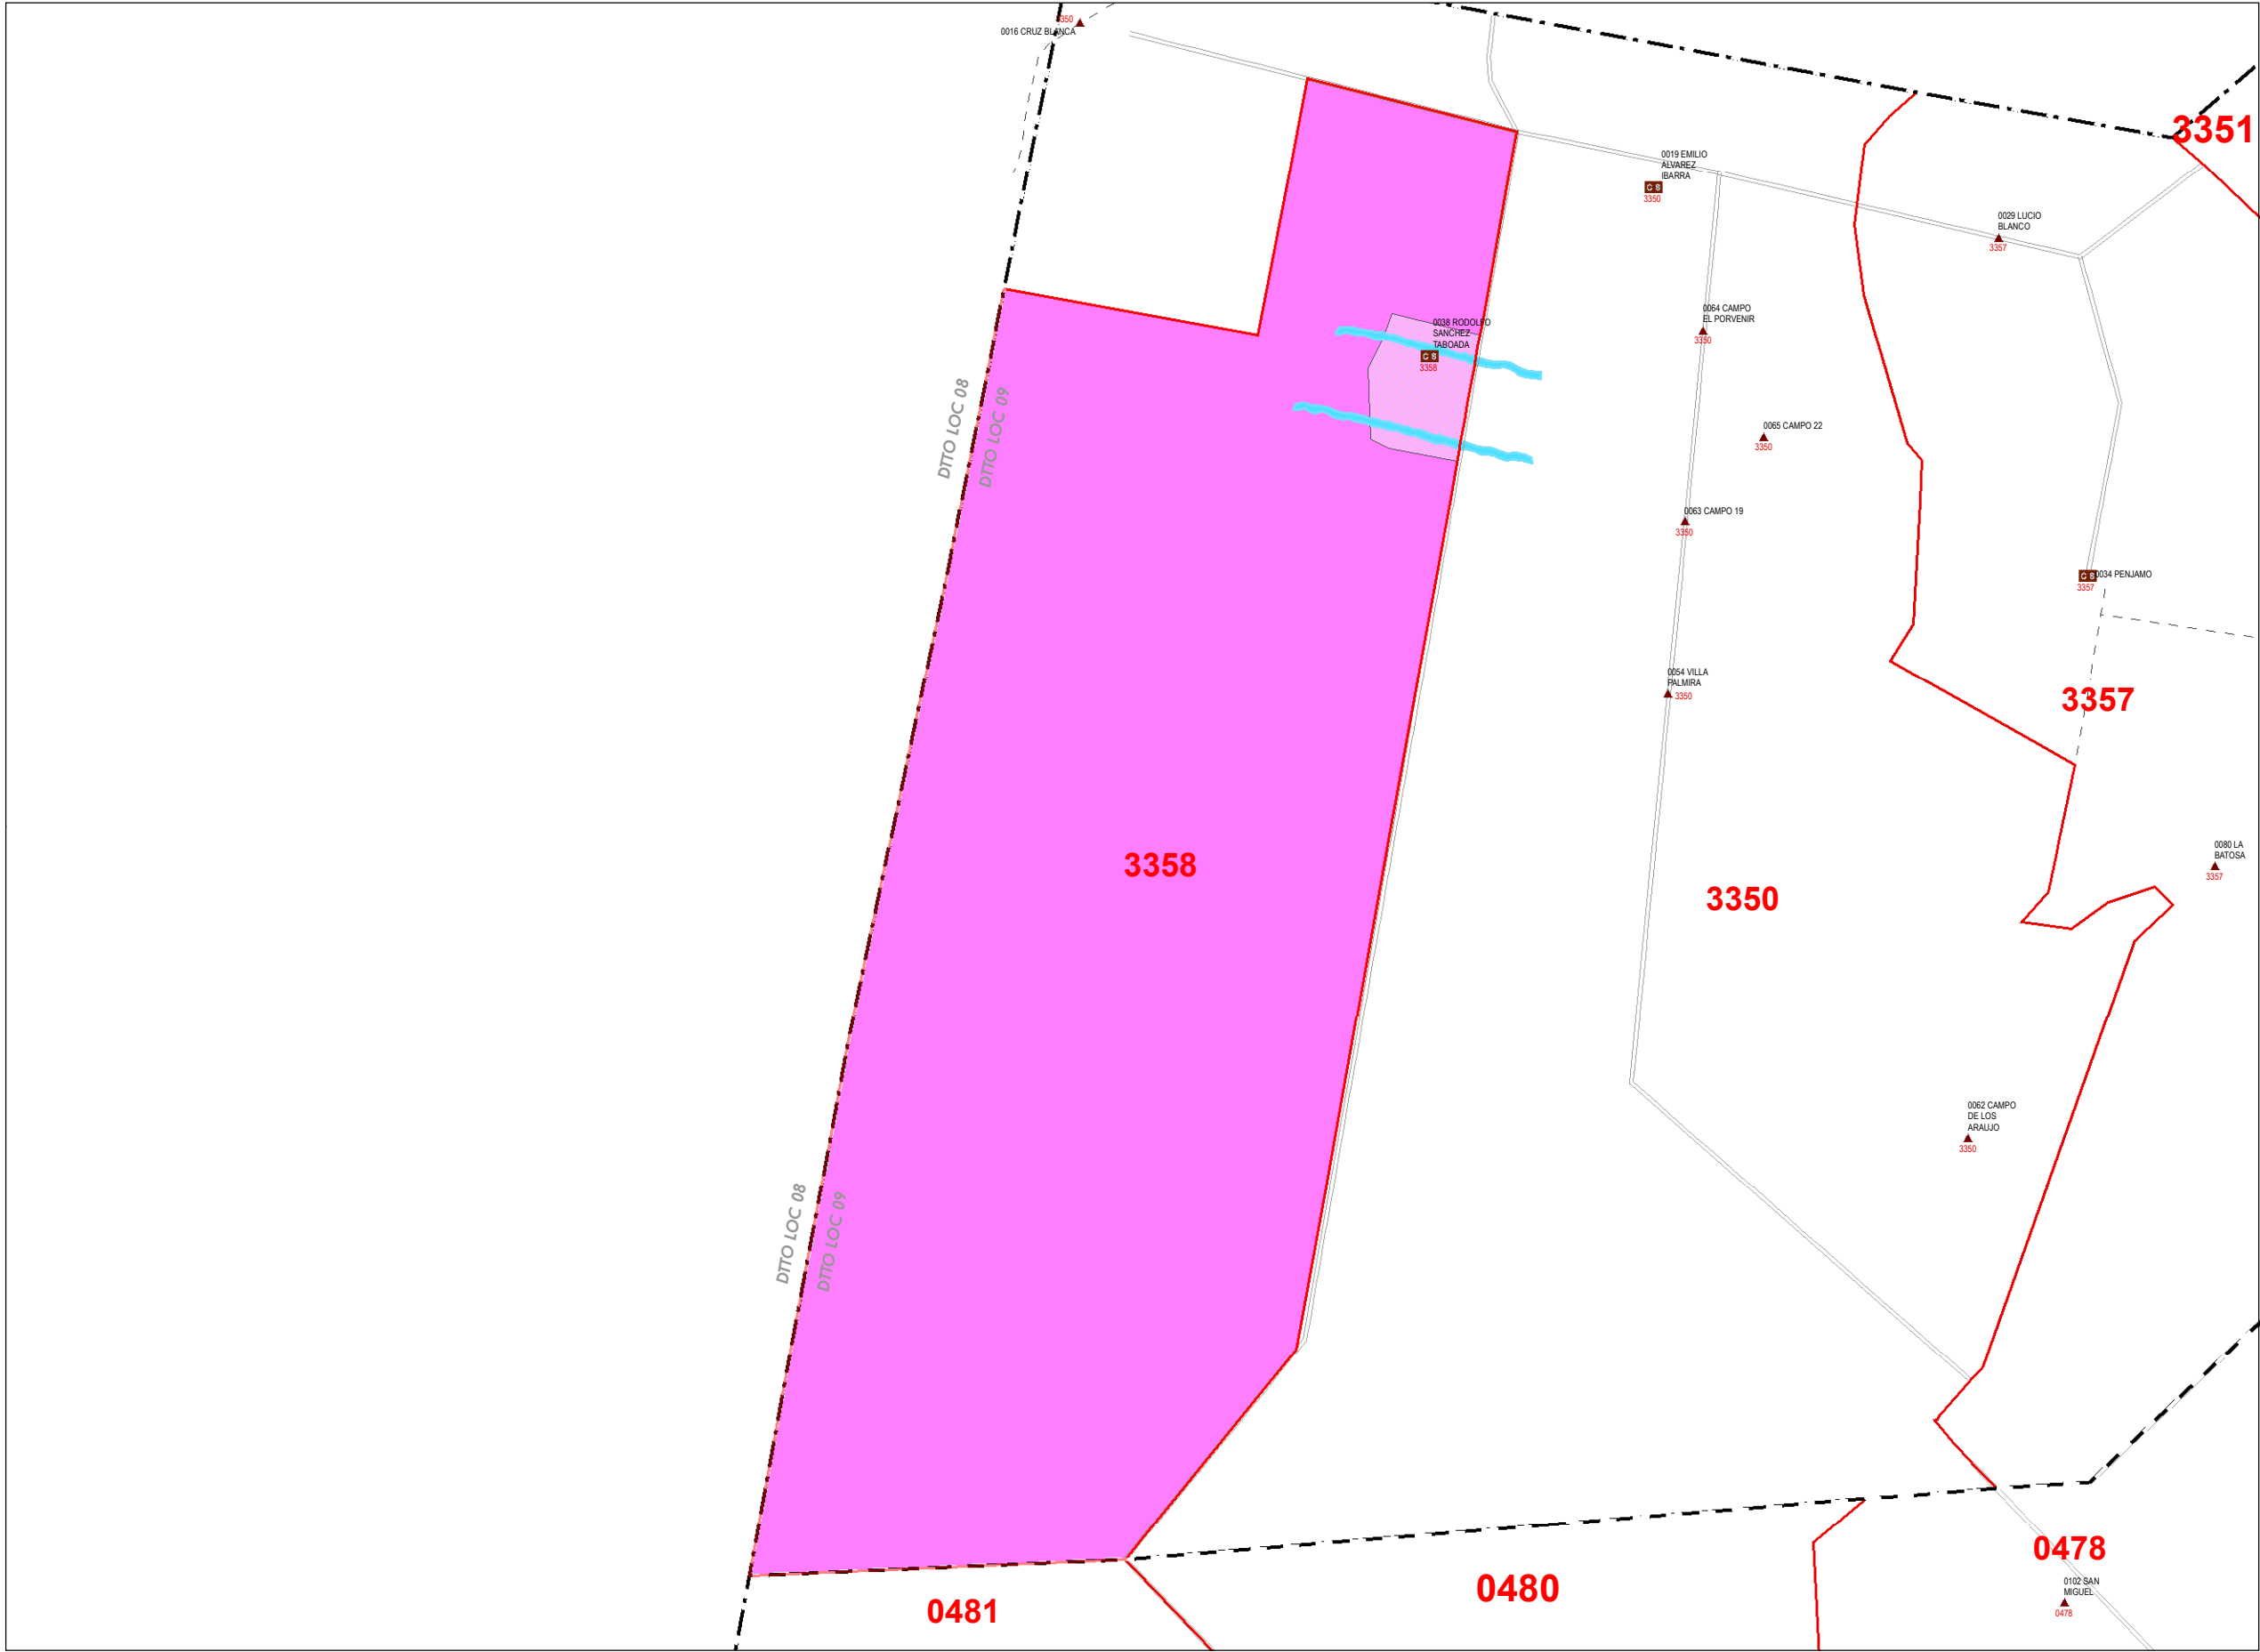 3350
0016 CRUZ BLANCA
3351
0019 EMILIO
ALVAREZ
IBARRA
C S
3350
0029 LUCIO
BLANCO
3357
0064 CAMPO
EL PORVENIR
3350
0038 RODOLFO
SANCHEZ
TABOADA
C S
3358
DTTO LOC 08
DTTO LOC 09
0065 CAMPO 22
3350
0063 CAMPO 19
3350
C S
0034 PENJAMO
3357
0054 VILLA
PALMIRA
3350
3357
3358
3350
0080 LA
BATOSA
3357
0062 CAMPO
DE LOS
ARAUJO
3350
DTTO LOC 08
DTTO LOC 09
0478
0480
0481
0102 SAN
MIGUEL
0478